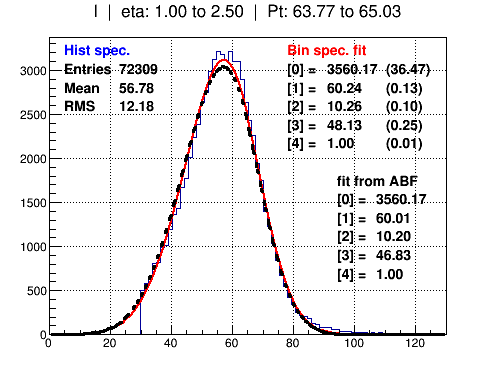 I | eta: 1.00 to 2.50 | Pt: 63.77 to 65.03
Hist spec.
Entries 72309
Mean 56.78
RMS 12.18
Bin spec. fit
[0] = 3560.17 (36.47)
[1] = 60.24 (0.13)
[2] = 10.26 (0.10)
[3] = 48.13 (0.25)
[4] = 1.00 (0.01)
fit from ABF
[0] = 3560.17
[1] = 60.01
[2] = 10.20
[3] = 46.83
[4] = 1.00
3000
2500
2000
1500
1000
500
0
0 20 40 60 80 100 120